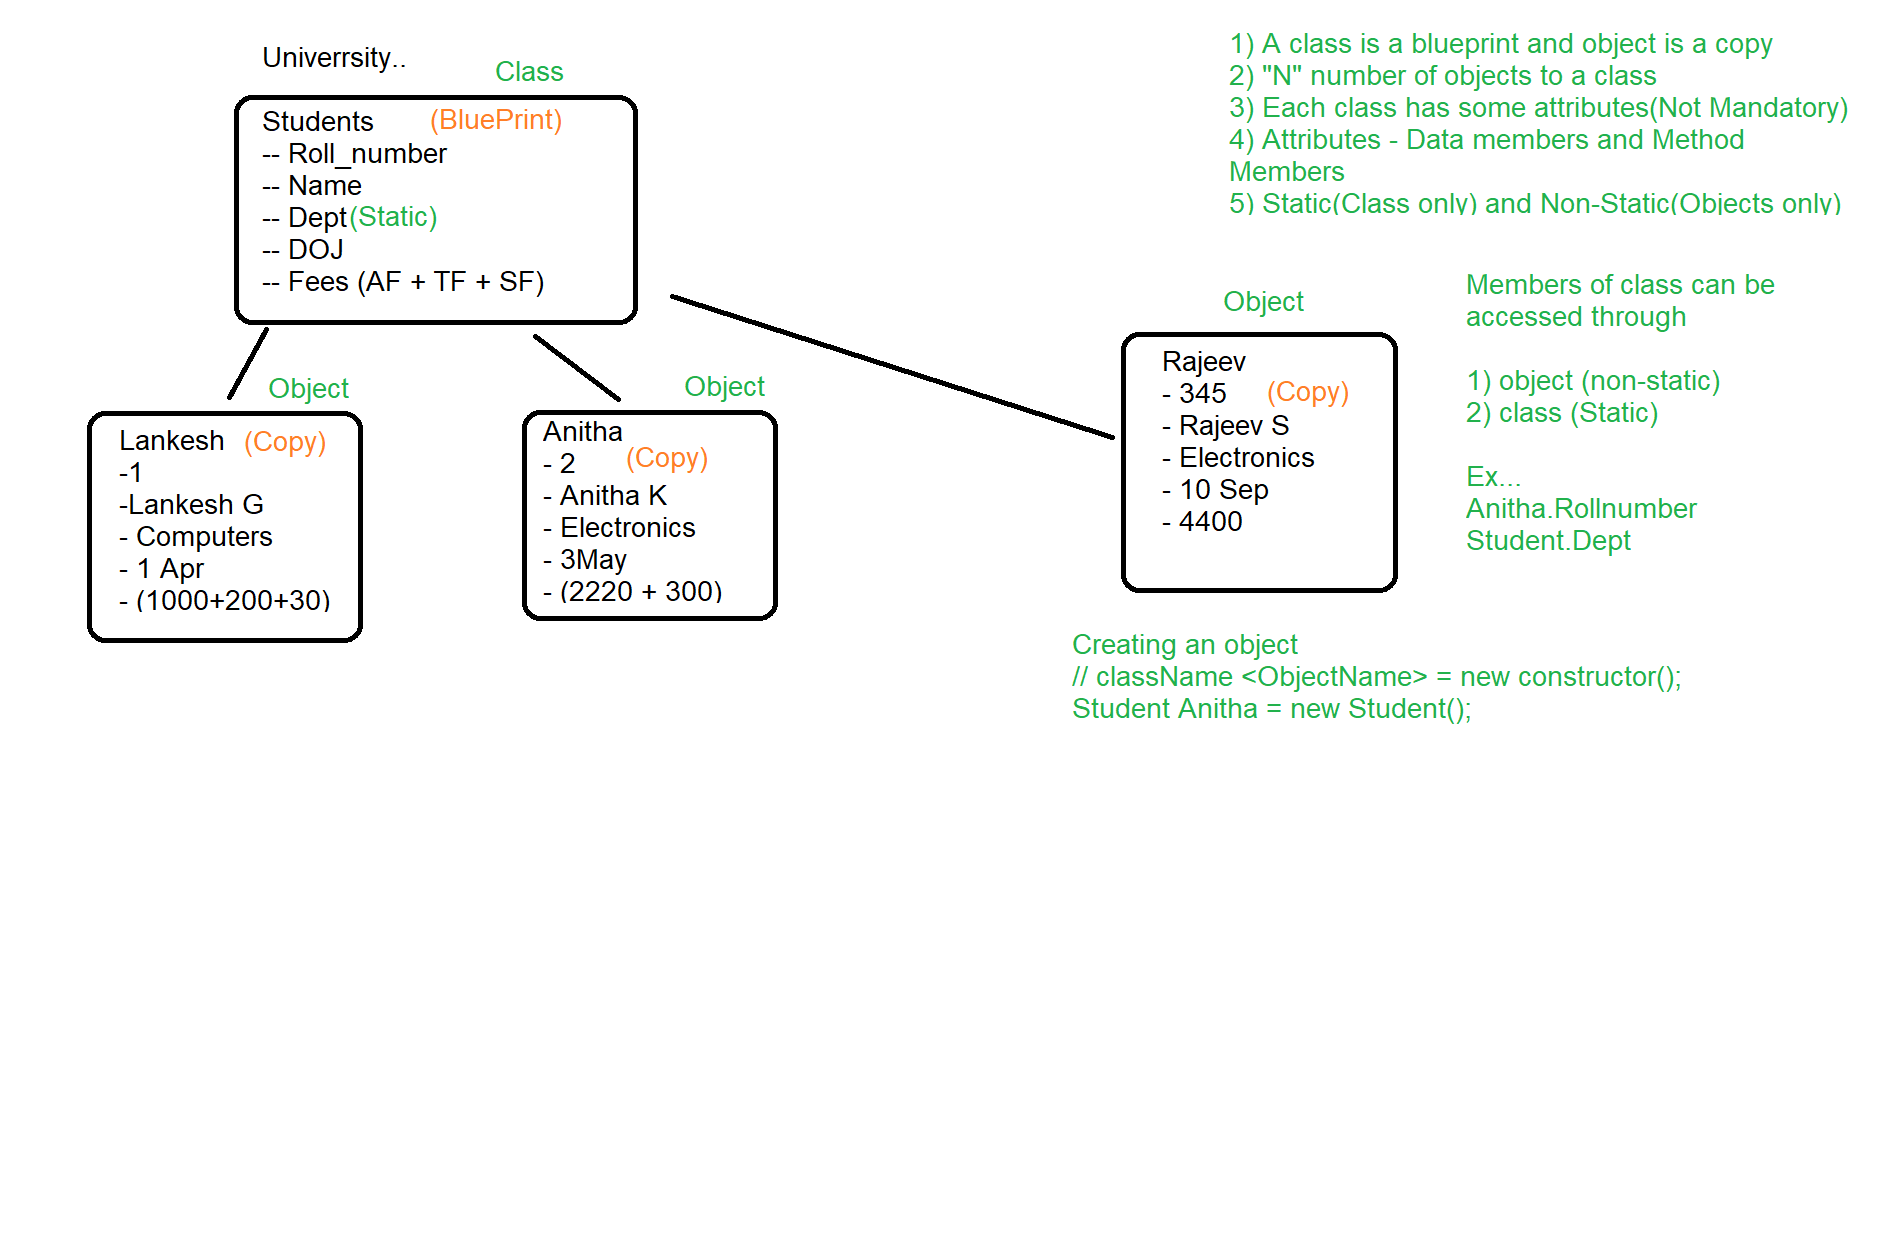 Univerrsity..
Class
Students (BluePrint)
-- Roll_number
-- Name
-- Dept(Static)
-- DOJ
-- Fees (AF + TF + SF)
Object
Lankesh (Copy)
-1
-Lankesh G
- Computers
- 1 Apr
- (1000+200+30)
Object
Anitha
- 2 (Copy)
- Anitha K
- Electronics
- 3May
- (2220 + 300)
1) A class is a blueprint and object is a copy
2) "N" number of objects to a class
3) Each class has some attributes(Not Mandatory)
4) Attributes - Data members and Method
Members
5) Static(Class only) and Non-Static(Objects only)
Object
Rajeev
- 345 (Copy)
- Rajeev S
- Electronics
- 10 Sep
- 4400
Members of class can be
accessed through
1) object (non-static)
2) class (Static)
Ex...
Anitha.Rollnumber
Student.Dept
Creating an object
// className <ObjectName> = new constructor();
Student Anitha = new Student();